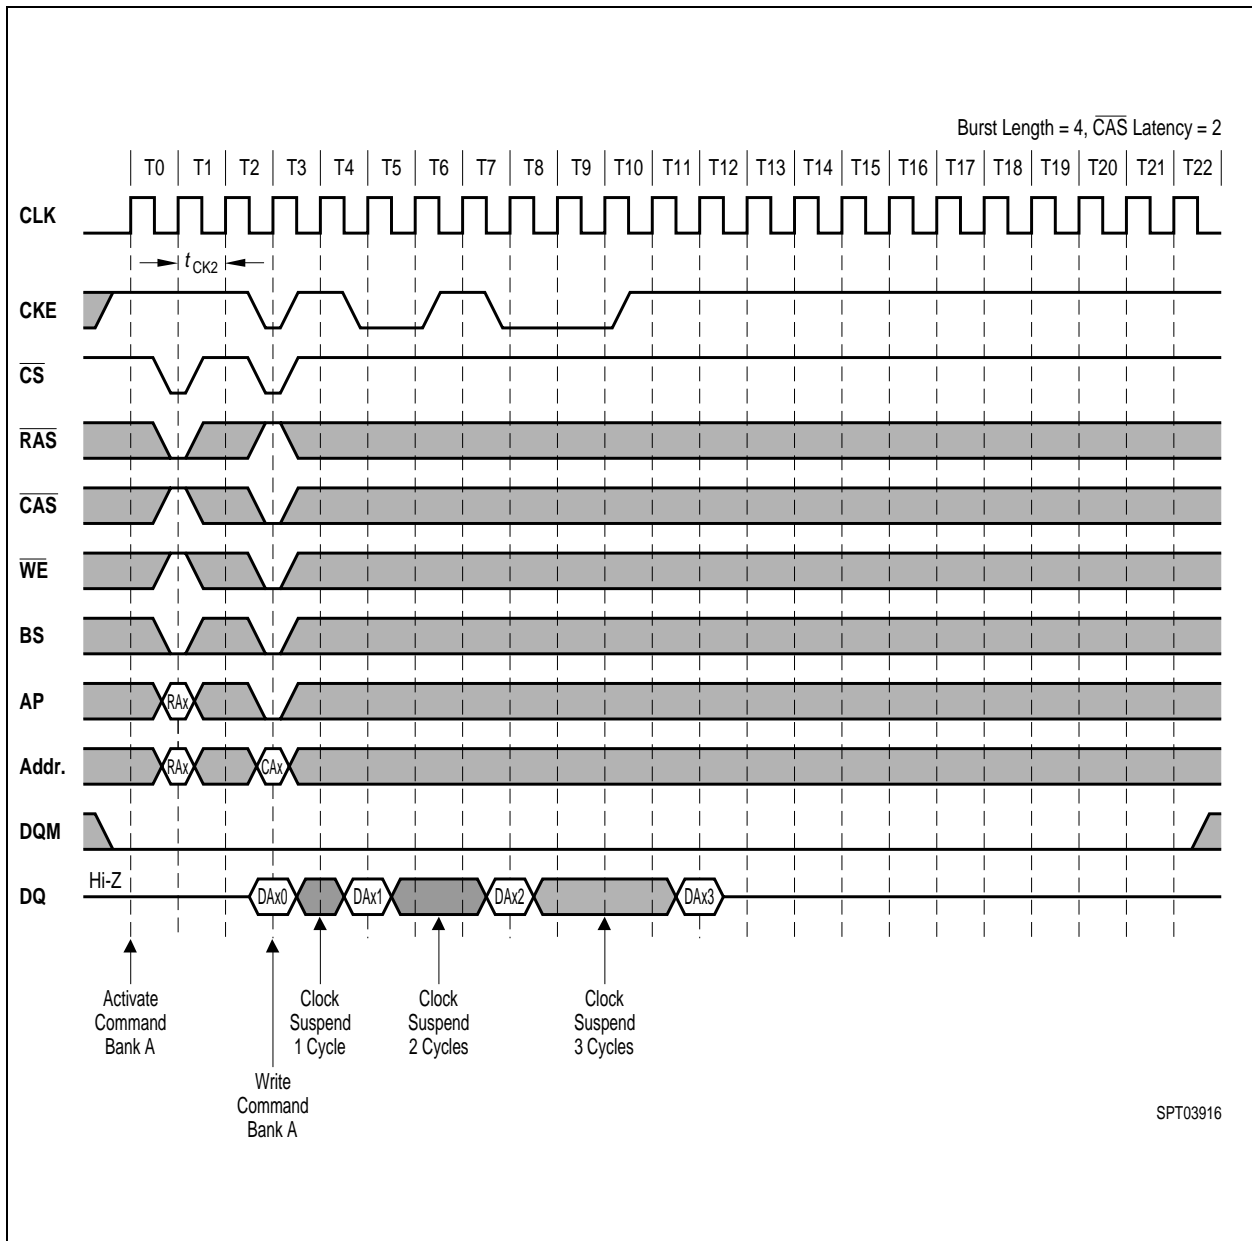 Burst Length = 4, CAS Latency = 2
T0 T1 T2 T3 T4 T5 T6 T7 T8 T9 T10 T11 T12 T13 T14 T15 T16 T17 T18 T19 T20 T21 T22
CLK
t CK2
CKE
CS
RAS
CAS
WE
BS
AP RAx
Addr. RAx CAx
DQM
Hi-Z
DQ DAx0 DAx1 DAx2 DAx3
Activate
Command
Bank A
Write
Command
Bank A
Clock
Suspend
1 Cycle
Clock
Suspend
2 Cycles
Clock
Suspend
3 Cycles
SPT03916